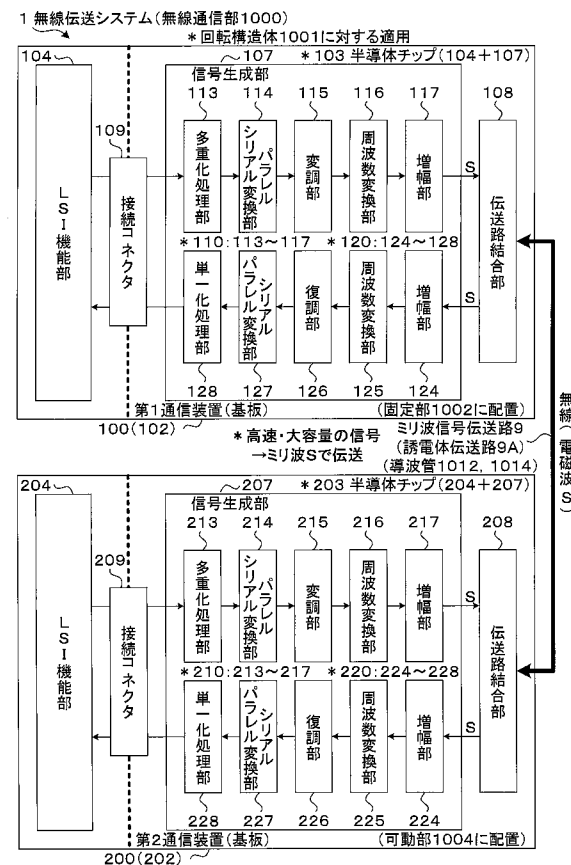 1 無線伝送システム(無線通信部1000)
*回転構造体1001に対する適用
104
107
*103 半導体チップ(104+107)
信号生成部
113 114 115 116 117 108
109
LSI機能部
接続コネクタ
多重化処理部
パラレル
シリアル変換部
変調部
周波数変換部
増幅部
S
伝送路結合部
*110:113〜117 *120:124〜128
単一化処理部
シリアル
パラレル変換部
復調部
周波数変換部
増幅部
S
128 127 126 125 124
第1通信装置(基板)
(固定部1002に配置)
100(102)
*高速・大容量の信号
→ミリ波Sで伝送
ミリ波信号伝送路9
(誘電体伝送路9A)
(導波管1012, 1014)
無線(電磁波S)
204
207
*203 半導体チップ(204+207)
信号生成部
213 214 215 216 217 208
209
LSI機能部
接続コネクタ
多重化処理部
パラレル
シリアル変換部
変調部
周波数変換部
増幅部
S
伝送路結合部
*210:213〜217 *220:224〜228
単一化処理部
シリアル
パラレル変換部
復調部
周波数変換部
増幅部
S
228 227 226 225 224
第2通信装置(基板)
(可動部1004に配置)
200(202)